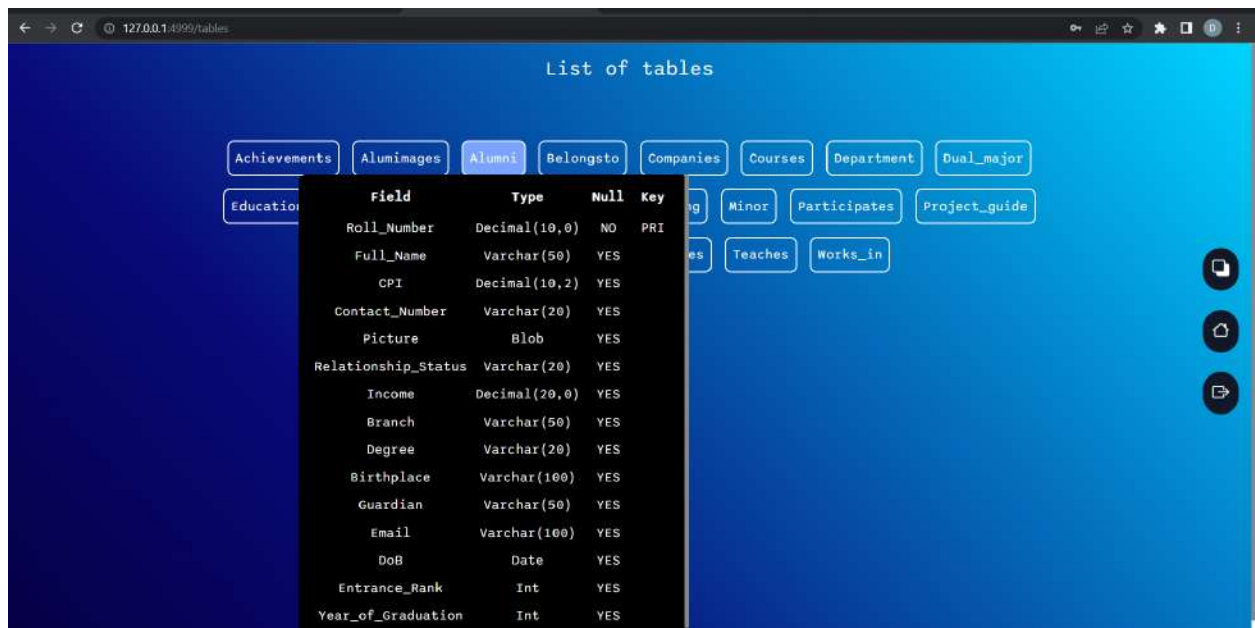 127.0.0.1:4999/tables
D
List of tables
Achievements Alumimages Alumni Belongsto Companies Courses Department Dual_major
Educatio ng Minor Participates Project_guide
es Teaches Works_in
Field Type Null Key
Roll_Number Decimal(10,0) NO PRI
Full_Name Varchar(50) YES
CPI Decimal(10,2) YES
Contact_Number Varchar(20) YES
Picture Blob YES
Relationship_Status Varchar(20) YES
Income Decimal(20,0) YES
Branch Varchar(50) YES
Degree Varchar(20) YES
Birthplace Varchar(100) YES
Guardian Varchar(50) YES
Email Varchar(100) YES
DoB Date YES
Entrance_Rank Int YES
Year_of_Graduation Int YES